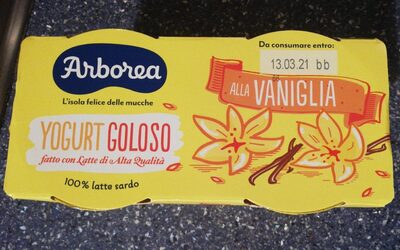 Arborea
L'isola felice delle mucche
YOGURT GOLOSO
fatto con Latte di Alta Qualità
100% latte sardo
Da consumare entro:
13.03.21 bb
ALLA VANIGLIA